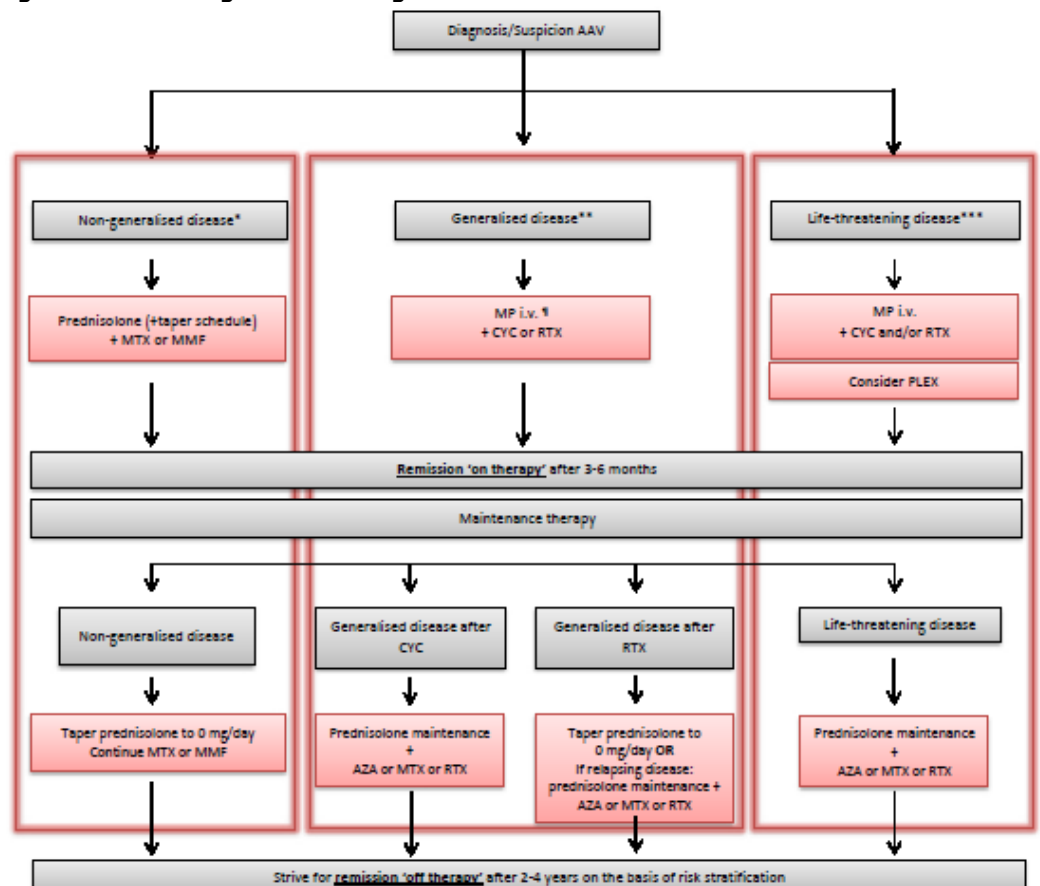 Diagnosis/Suspicion AAV
Non-generalised disease*
Generalised disease**
Life-threatening disease***
Prednisolone (+taper schedule)
+ MTX or MMF
MP i.v. ¶
+ CYC or RTX
MP i.v.
+ CYC and/or RTX
Consider PLEX
Remission 'on therapy' after 3-6 months
Maintenance therapy
Non-generalised disease
Generalised disease after
CYC
Generalised disease after
RTX
Life-threatening disease
Taper prednisolone to 0 mg/day
Continue MTX or MMF
Prednisolone maintenance
+
AZA or MTX or RTX
Taper prednisolone to
0 mg/day OR
If relapsing disease:
prednisolone maintenance +
AZA or MTX or RTX
Prednisolone maintenance
+
AZA or MTX or RTX
Strive for remission 'off therapy' after 2-4 years on the basis of risk stratification